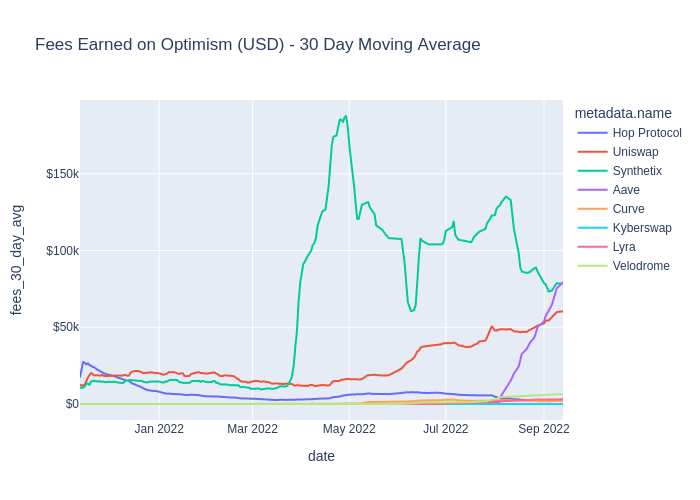 Fees Earned on Optimism (USD) - 30 Day Moving Average
metadata.name
Hop Protocol
Uniswap
Synthetix
Aave
Curve
Kyberswap
Lyra
Velodrome
fees_30_day_avg
$150k
$100k
$50k
$0
Jan 2022
Mar 2022
May 2022
Jul 2022
Sep 2022
date